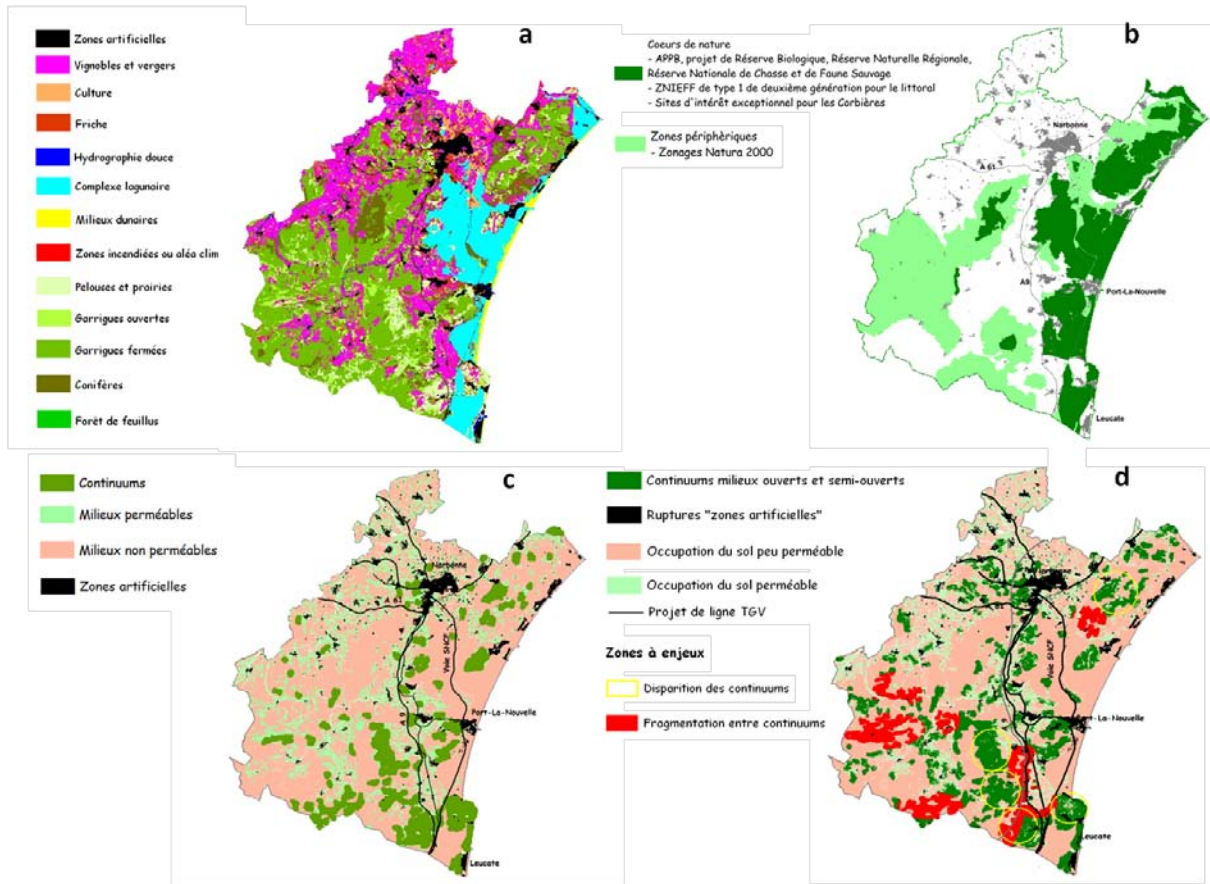 a
Zones artificielles
Vignobles et vergers
Culture
Friche
Hydrographie douce
Complexe lagunaire
Milieux dunaires
Zones incendiées ou aléa clim
Pelouses et prairies
Garrigues ouvertes
Garrigues fermées
Conifères
Forêt de feuillus
b
Coeurs de nature
- APPB, projet de Réserve Biologique, Réserve Naturelle Régionale,
Réserve Nationale de Chasse et de Faune Sauvage
- ZNIEFF de type 1 de deuxième génération pour le littoral
- Sites d'intérêt exceptionnel pour les Corbières
Zones périphèriques
- Zonages Natura 2000
Narbonne
A 61
A9
Port-La-Nouvelle
Leucate
c
Continuums
Milieux perméables
Milieux non perméables
Zones artificielles
Narbonne
A 61
Voie SNCF
A 9
Port-La-Nouvelle
Leucate
d
Continuums milieux ouverts et semi-ouverts
Ruptures "zones artificielles"
Occupation du sol peu perméable
Occupation du sol perméable
Projet de ligne TGV
Zones à enjeux
Disparition des continuums
Fragmentation entre continuums
Voie SNCF
-La-Nouvelle
Leucate